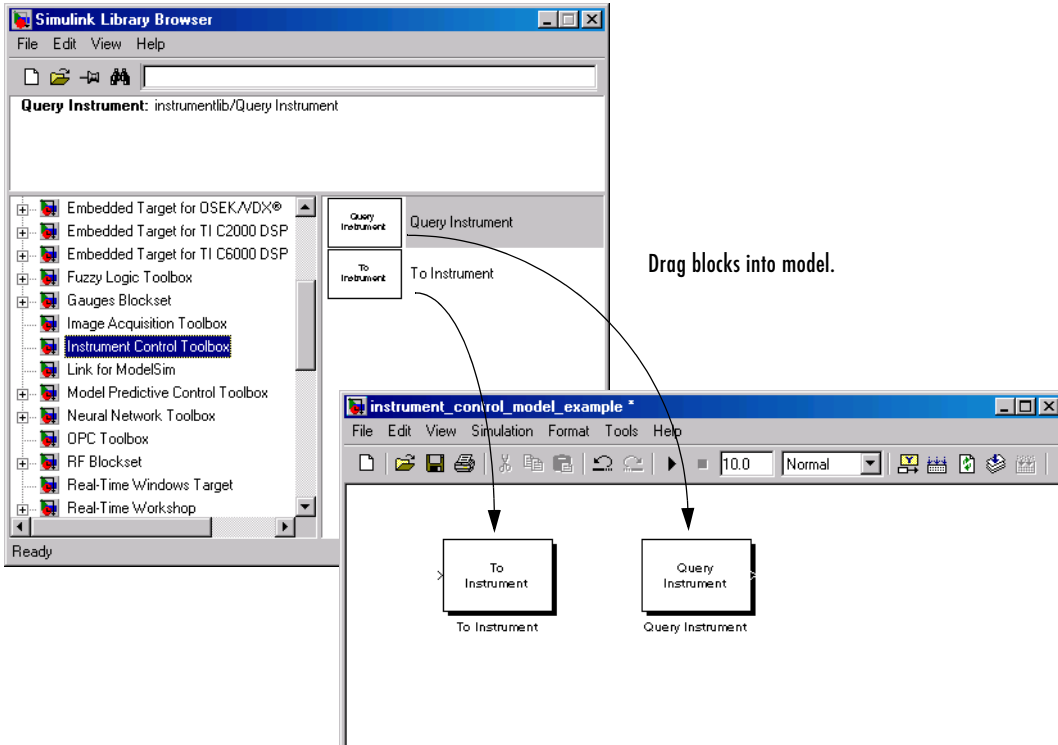 Simulink Library Browser
File Edit View Help
Query Instrument: instrumentlib/Query Instrument
Embedded Target for OSEK/VDX®
Embedded Target for TI C2000 DSP
Embedded Target for TI C6000 DSP
Fuzzy Logic Toolbox
Gauges Blockset
Image Acquisition Toolbox
Instrument Control Toolbox
Link for ModelSim
Model Predictive Control Toolbox
Neural Network Toolbox
OPC Toolbox
RF Blockset
Real-Time Windows Target
Real-Time Workshop
Ready
Query
Instrument
Query Instrument
To
Instrument
To Instrument
Drag blocks into model.
instrument_control_model_example *
File Edit View Simulation Format Tools Help
10.0 Normal
To
Instrument
To Instrument
Query
Instrument
Query Instrument